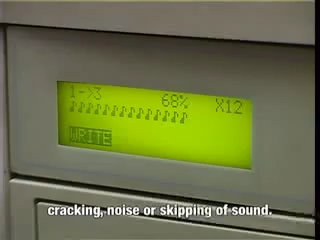 1->3 68% X12
♪♪♪♪♪♪♪♪♪♪♪♪♪
WRITE
cracking, noise or skipping of sound.